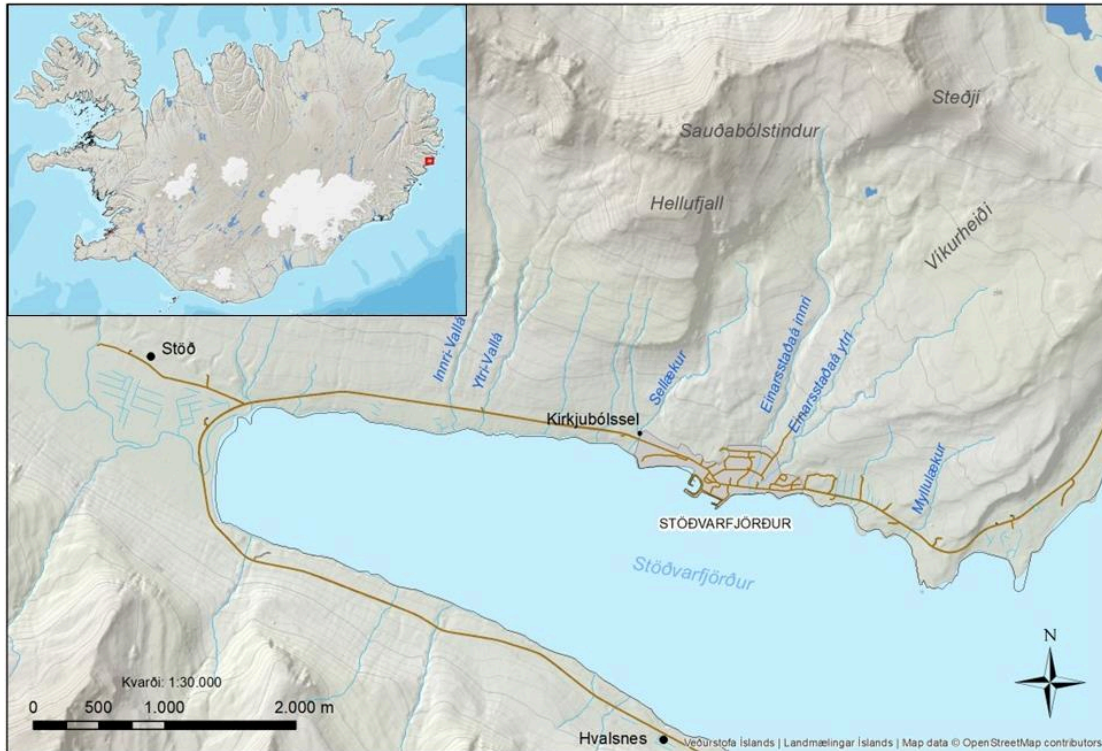 Steðji
Sauðabólstindur
Hellufjall
Víkurheiði
Innri-Vallá
Ytri-Vallá
Sellækur
Einarsstaðaá innri
Einarsstaðaá ytri
Myllulækur
Stöð
Kirkjubólssel
STÖÐVARFJÖRÐUR
Stöðvarfjörður
N
Kvarði: 1:30.000
0 500 1.000 2.000 m
Hvalsnes
Veðurstofa Íslands | Landmælingar Íslands | Map data © OpenStreetMap contributors